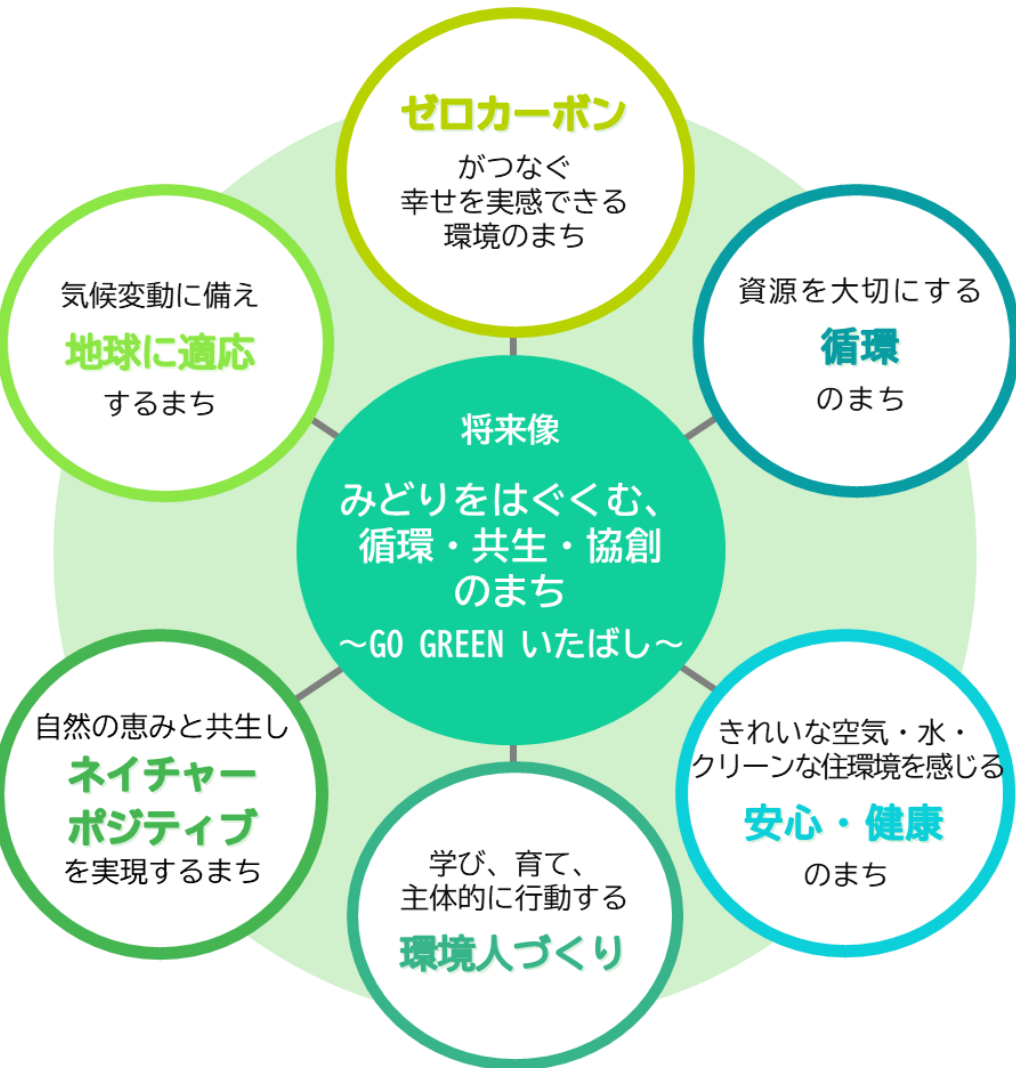 ゼロカーボン
がつなぐ
幸せを実感できる
環境のまち
資源を大切にする
循環
のまち
きれいな空気・水・
クリーンな住環境を感じる
安心・健康
のまち
学び、育て、
主体的に行動する
環境人づくり
自然の恵みと共生し
ネイチャー
ポジティブ
を実現するまち
気候変動に備え
地球に適応
するまち
将来像
みどりをはぐくむ、
循環・共生・協創
のまち
～GO GREEN いたばし～